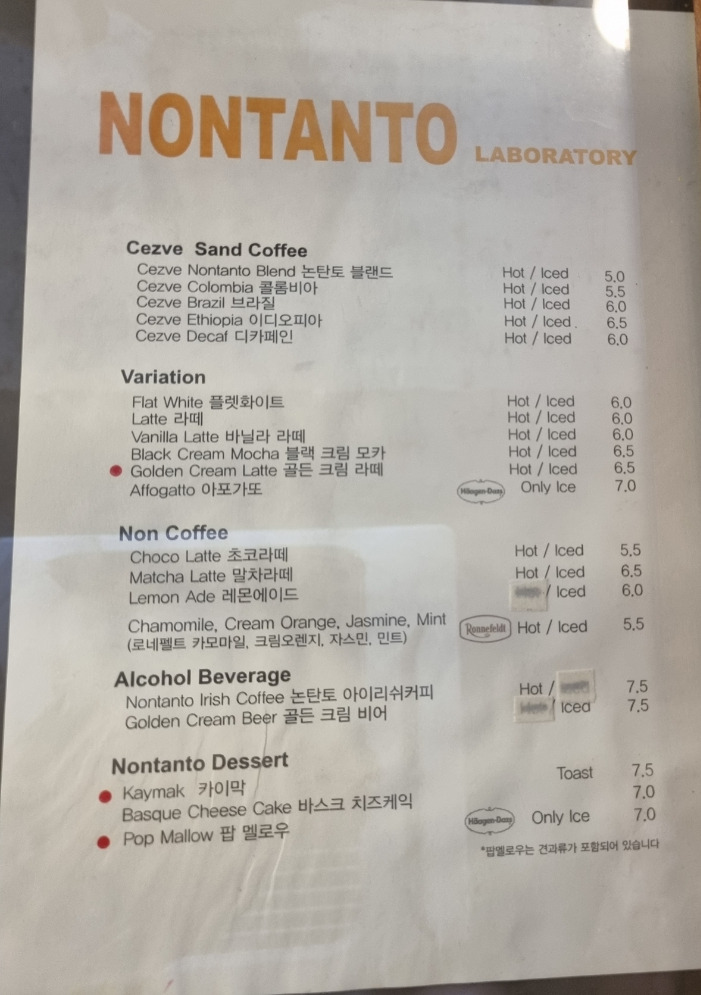 NONTANTO LABORATORY
Cezve Sand Coffee
Cezve Nontanto Blend 논탄토 블랜드 Hot / Iced 5.0
Cezve Colombia 콜롬비아 Hot / Iced 5.5
Cezve Brazil 브라질 Hot / Iced 6.0
Cezve Ethiopia 이디오피아 Hot / Iced. 6.5
Cezve Decaf 디카페인 Hot / Iced 6.0
Variation
Flat White 플렛화이트 Hot / Iced 6.0
Latte 라떼 Hot / Iced 6.0
Vanilla Latte 바닐라 라떼 Hot / Iced 6.0
Black Cream Mocha 블랙 크림 모카 Hot / Iced 6.5
Golden Cream Latte 골든 크림 라떼 Hot / Iced 6.5
Affogatto 아포가또 Häagen-Dazs Only Ice 7.0
Non Coffee
Choco Latte 초코라떼 Hot / Iced 5.5
Matcha Latte 말차라떼 Hot / Iced 6.5
Lemon Ade 레몬에이드 / Iced 6.0
Chamomile, Cream Orange, Jasmine, Mint Ronnefeldt Hot / Iced 5.5
(로네펠트 카모마일, 크림오렌지, 자스민, 민트)
Alcohol Beverage
Nontanto Irish Coffee 논탄토 아이리쉬커피 Hot / 7.5
Golden Cream Beer 골든 크림 비어 / Iced 7.5
Nontanto Dessert
Kaymak 카이막 Toast 7.5
Basque Cheese Cake 바스크 치즈케익 7.0
Pop Mallow 팝 멜로우 Häagen-Dazs Only Ice 7.0
*팝멜로우는 견과류가 포함되어 있습니다